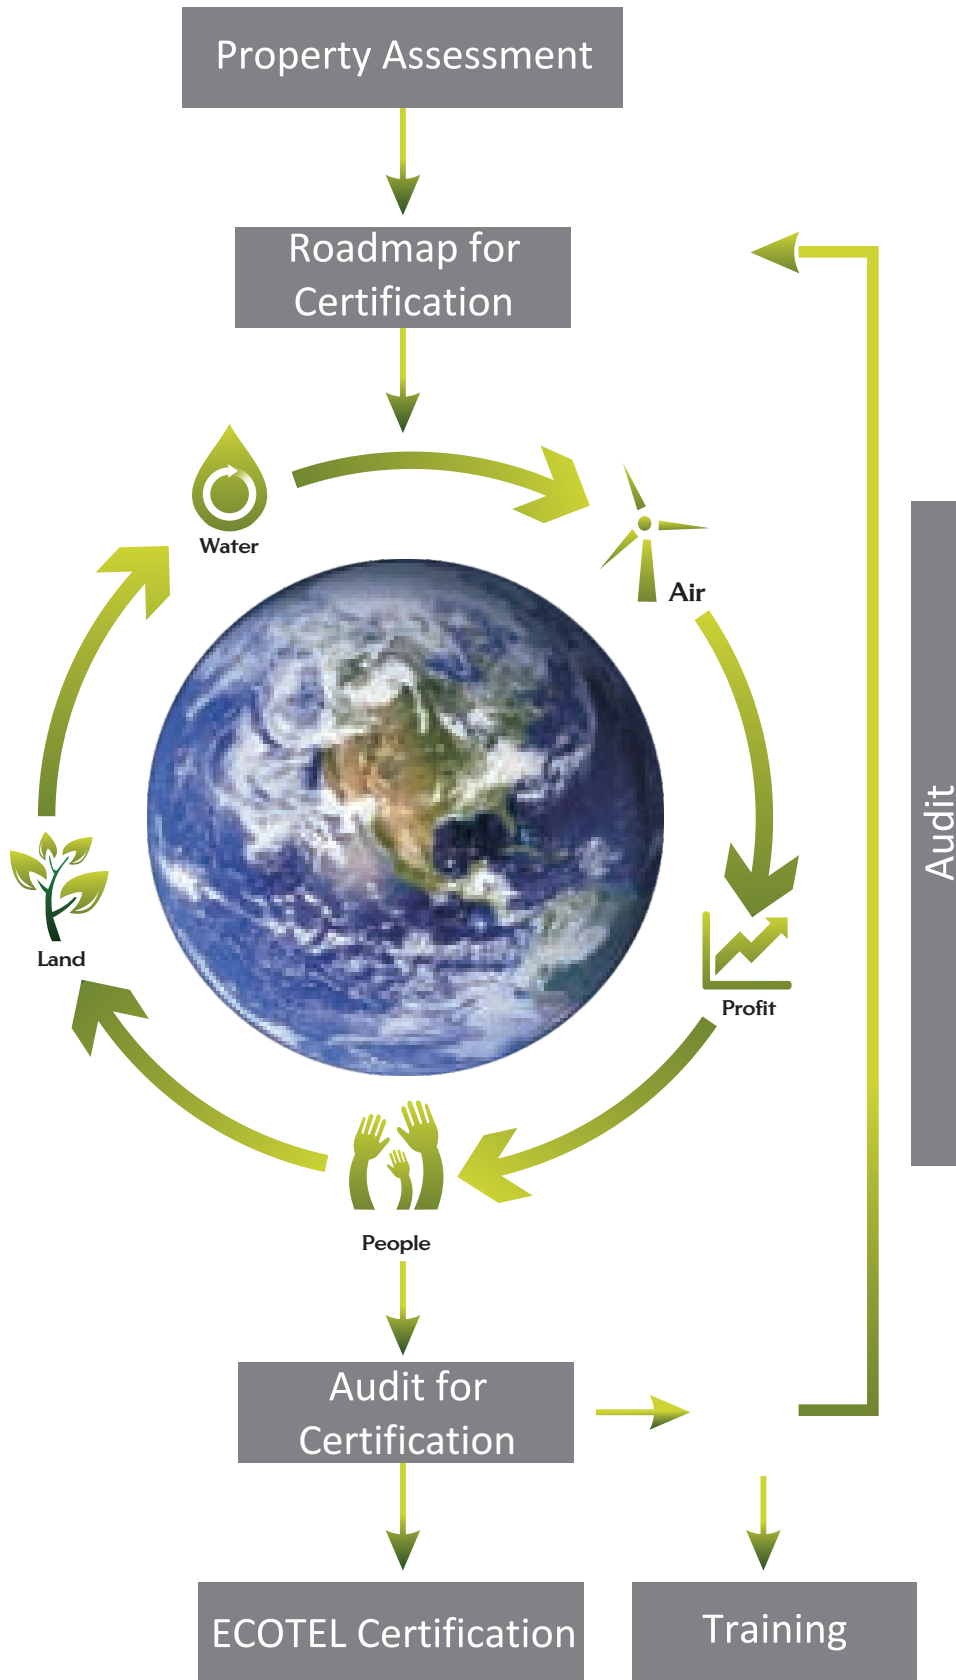 Property Assessment
Roadmap for
Certification
Water
Air
Audit
Land
Profit
People
Audit for
Certification
ECOTEL Certification
Training